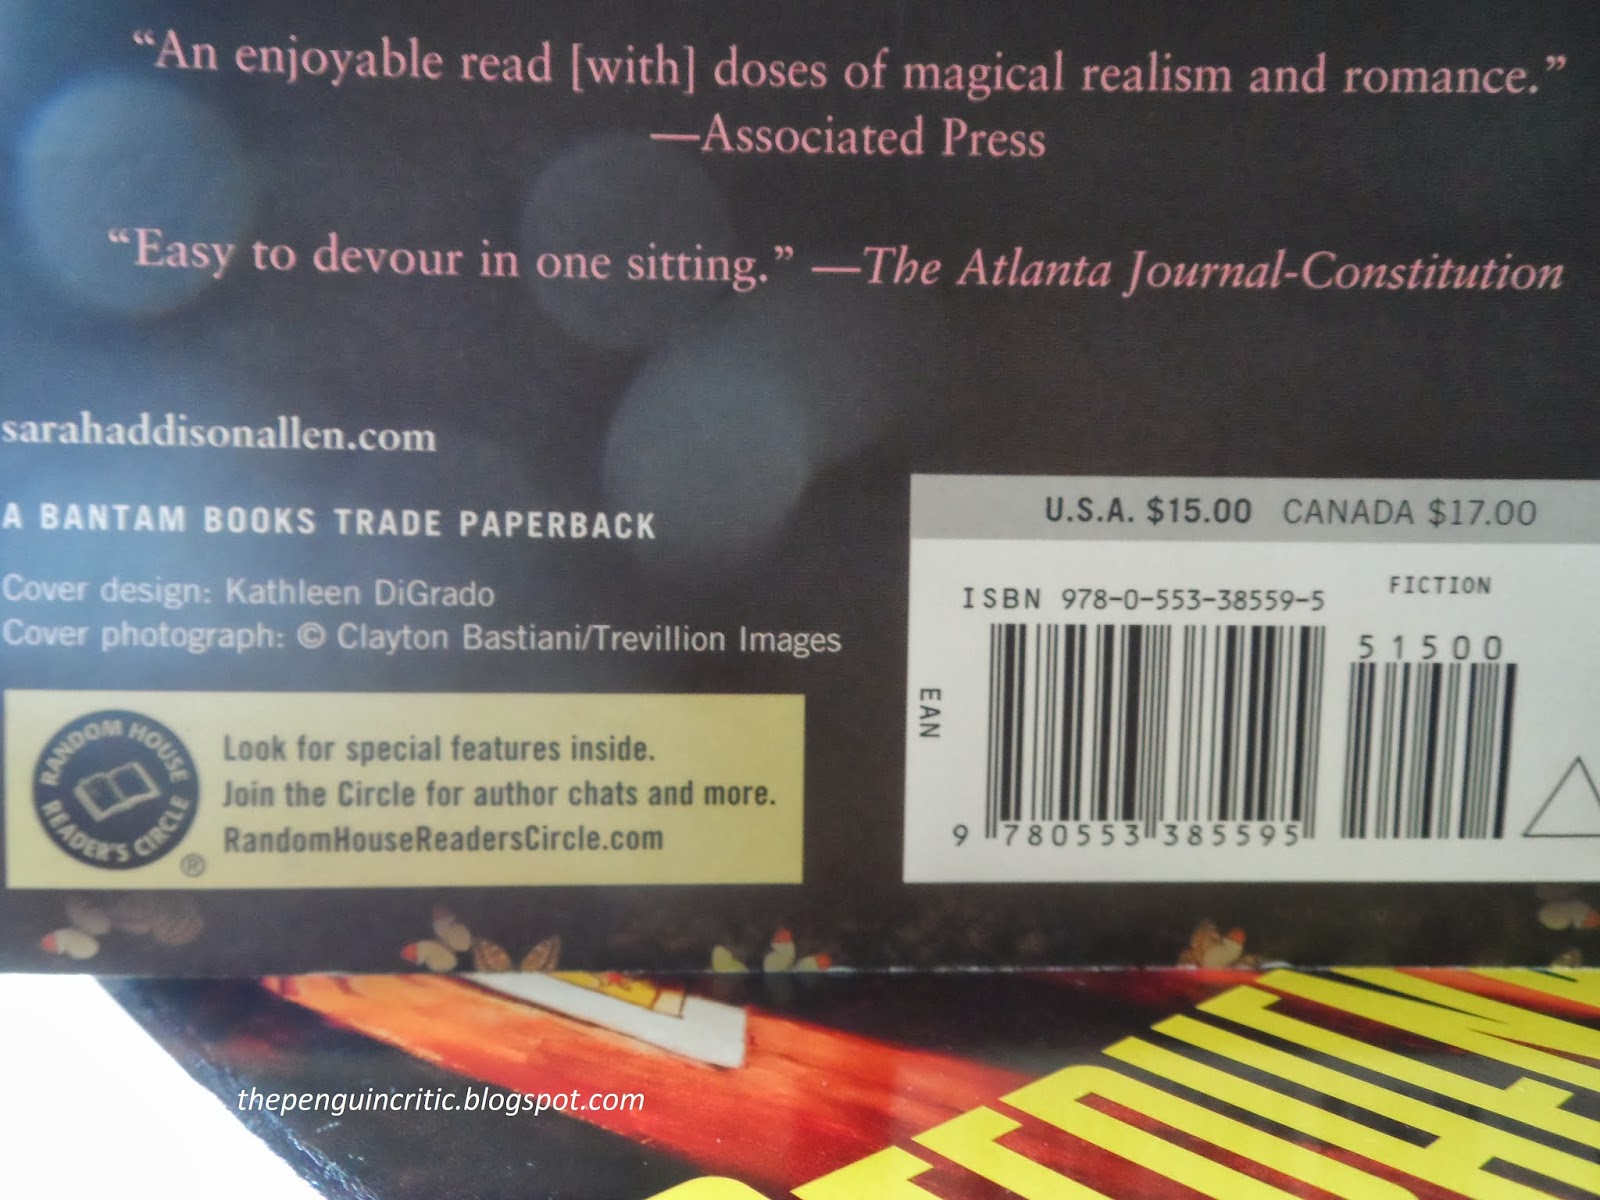 “An enjoyable read [with] doses of magical realism and romance.”
—Associated Press
“Easy to devour in one sitting.” —The Atlanta Journal-Constitution
sarahaddisonallen.com
A BANTAM BOOKS TRADE PAPERBACK
Cover design: Kathleen DiGrado
Cover photograph: © Clayton Bastiani/Trevillion Images
RANDOM HOUSE
READER'S CIRCLE
®
Look for special features inside.
Join the Circle for author chats and more.
RandomHouseReadersCircle.com
U.S.A. $15.00 CANADA $17.00
FICTION
ISBN 978-0-553-38559-5
51500
EAN
9 780553 385595
thepenguincritic.blogspot.com